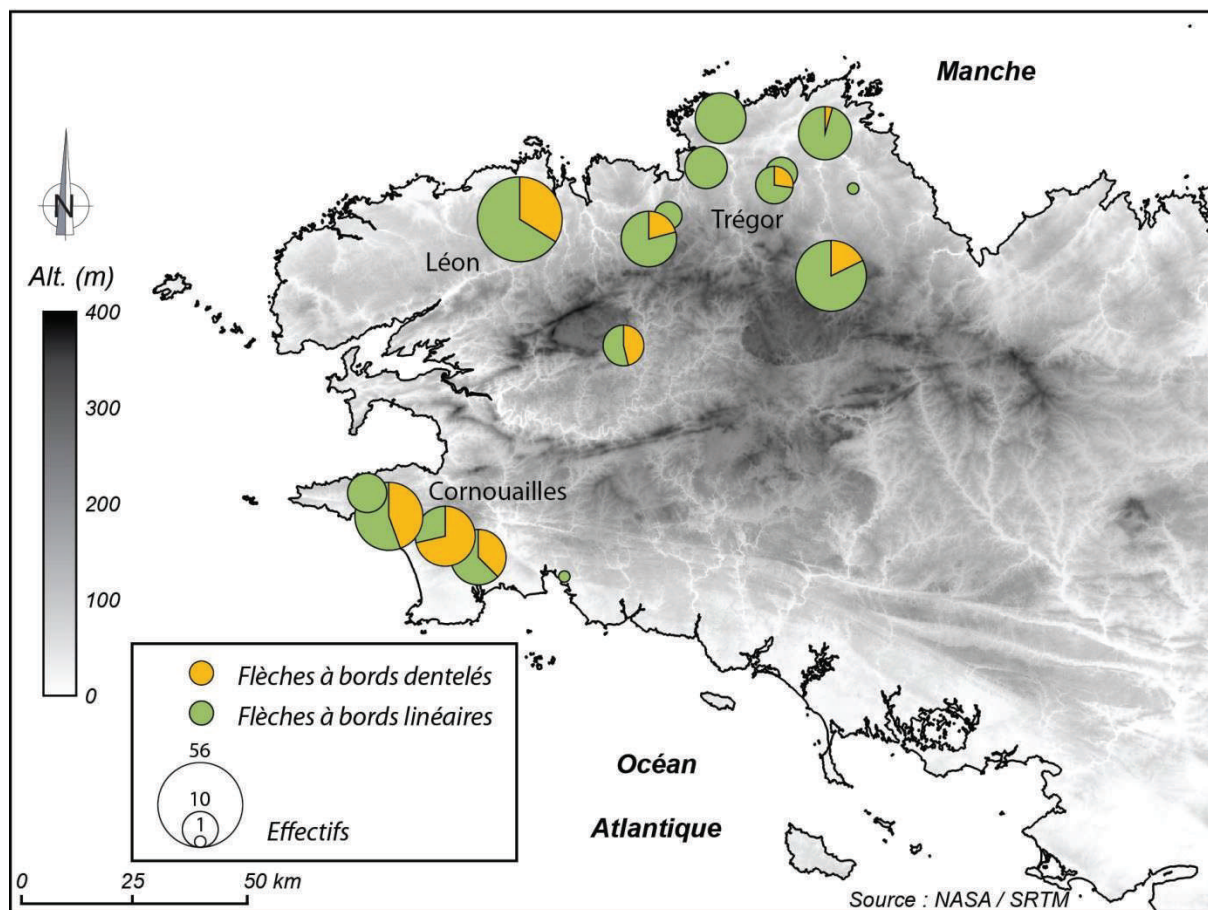 Manche
N
Trégor
Léon
Alt. (m)
400
300
200
100
0
Cornouailles
Flèches à bords dentelés
Flèches à bords linéaires
56
10
1
Effectifs
Océan
Atlantique
0 25 50 km
Source : NASA / SRTM